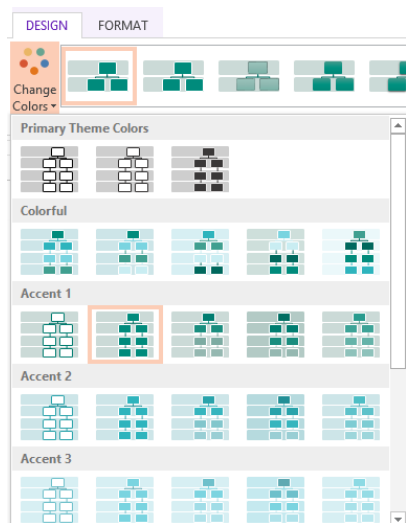 DESIGN FORMAT
Change
Colors
Primary Theme Colors
Colorful
Accent 1
Accent 2
Accent 3